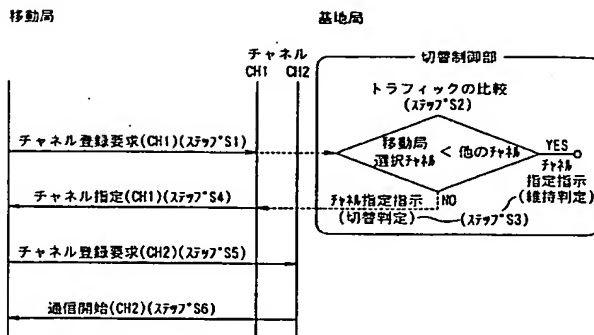 移動局
基地局
チャネル
CH1 CH2
切替制御部
トラフィックの比較
(ステップS2)
チャネル登録要求(CH1)(ステップS1)
移動局
選択チャネル < 他のチャネル
YES
チャネル
指定指示
(維持判定)
チャネル指定(CH1)(ステップS4)
チャネル指定指示
(切替判定)
NO
(ステップS3)
チャネル登録要求(CH2)(ステップS5)
通信開始(CH2)(ステップS6)